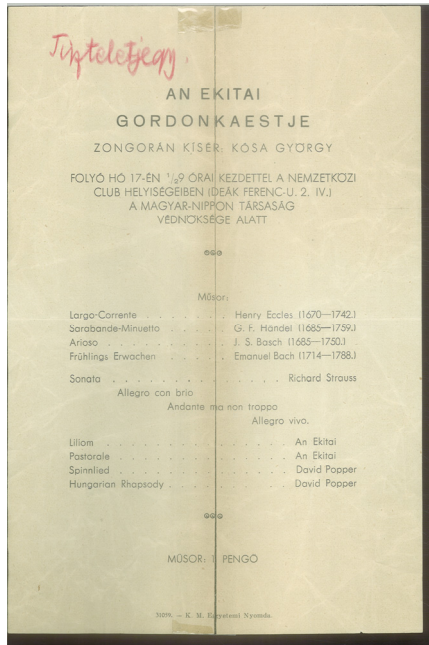 Tiszteletjegy.
AN EKITAI
GORDONKAESTJE
ZONGORÁN KÍSÉR: KÓSA GYÖRGY
FOLYÓ HÓ 17-ÉN ½9 ÓRAI KEZDETTEL A NEMZETKÖZI
CLUB HELYISÉGEIBEN (DEÁK FERENC-U. 2. IV.)
A MAGYAR-NIPPON TÁRSASÁG
VÉDNÖKSÉGE ALATT
Műsor:
Largo-Corrente . . . . . . . Henry Eccles (1670—1742.)
Sarabande-Minuetto . . . . . G. F. Händel (1685—1759.)
Arioso . . . . . . . . . . J. S. Basch (1685—1750.)
Frühlings Erwachen . . . . . Emanuel Bach (1714—1788.)
Sonata . . . . . . . . . . . . . . Richard Strauss
Allegro con brio
Andante ma non troppo
Allegro vivo.
Liliom . . . . . . . . . . . . . . An Ekitai
Pastorale . . . . . . . . . . . . . An Ekitai
Spinnlied . . . . . . . . . . . . . David Popper
Hungarian Rhapsody . . . . . . . . . David Popper
MŰSOR: 1 PENGŐ
K. M. Egyetemi Nyomda.